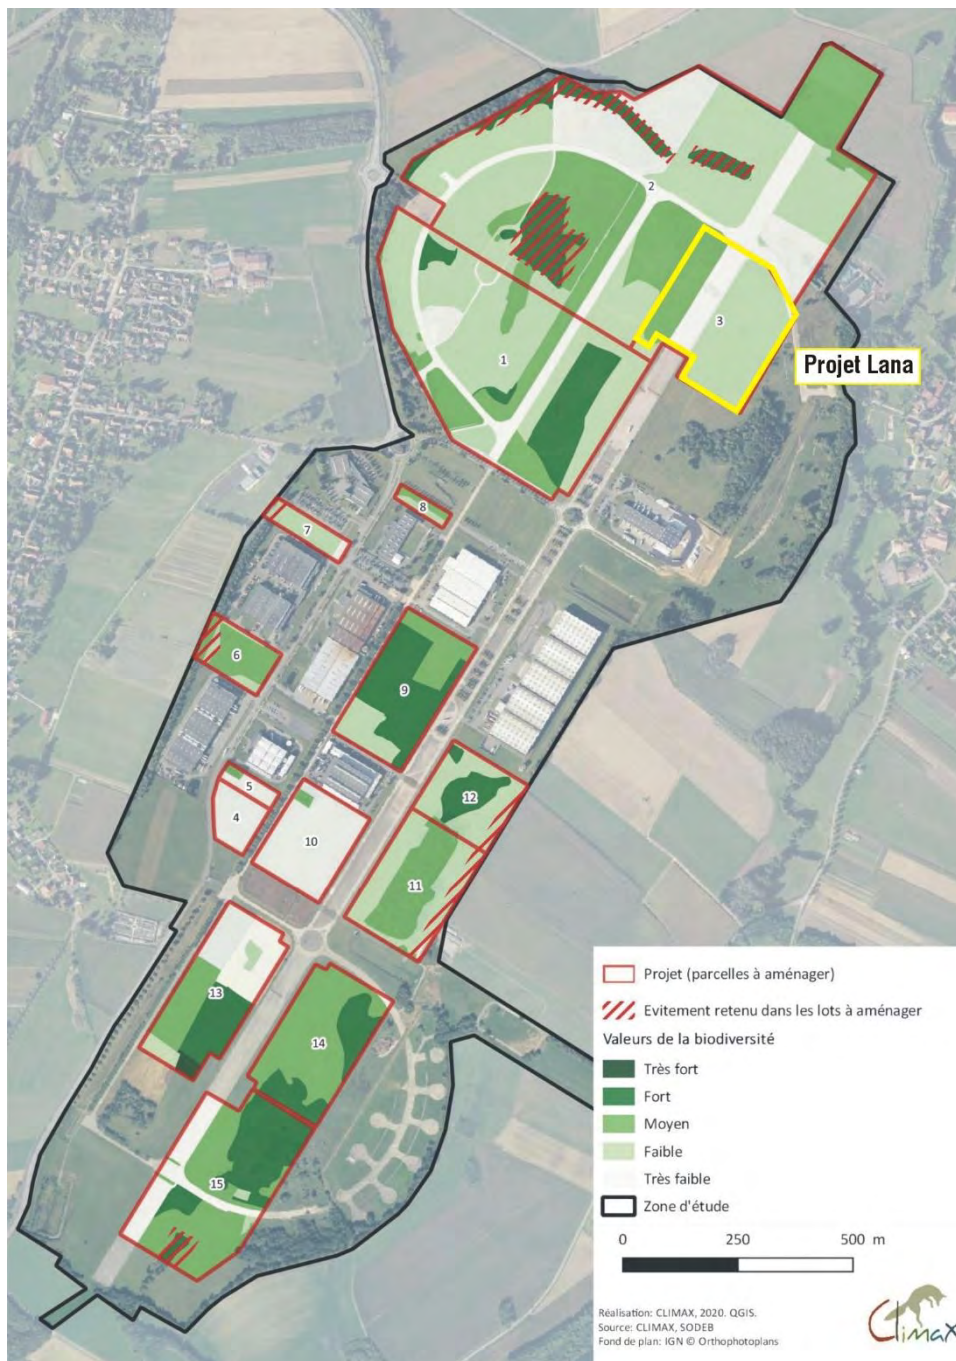 2
3
Projet Lana
1
8
7
6
9
5
12
4
10
11
13
14
15
Projet (parcelles à aménager)
Evitement retenu dans les lots à aménager
Valeurs de la biodiversité
Très fort
Fort
Moyen
Faible
Très faible
Zone d'étude
0 250 500 m
Réalisation: CLIMAX, 2020. QGIS.
Source: CLIMAX, SODEB
Fond de plan: IGN © Orthophotoplans
Climax